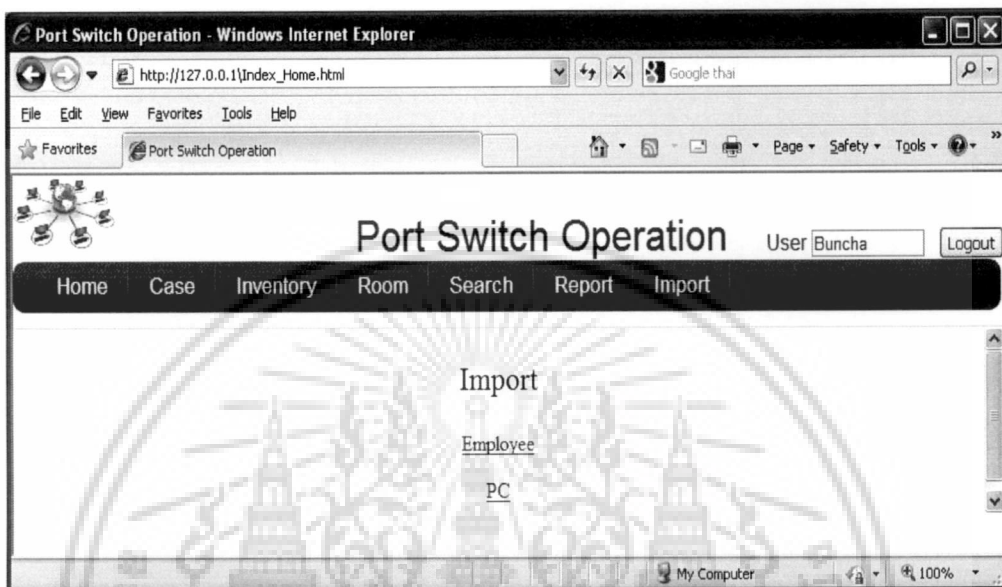 Port Switch Operation - Windows Internet Explorer
http://127.0.0.1\Index_Home.html
Google thai
File Edit View Favorites Tools Help
Favorites
Port Switch Operation
Page Safety Tools »
Port Switch Operation
User Buncha
Logout
Home Case Inventory Room Search Report Import
Import
Employee
PC
My Computer
100%